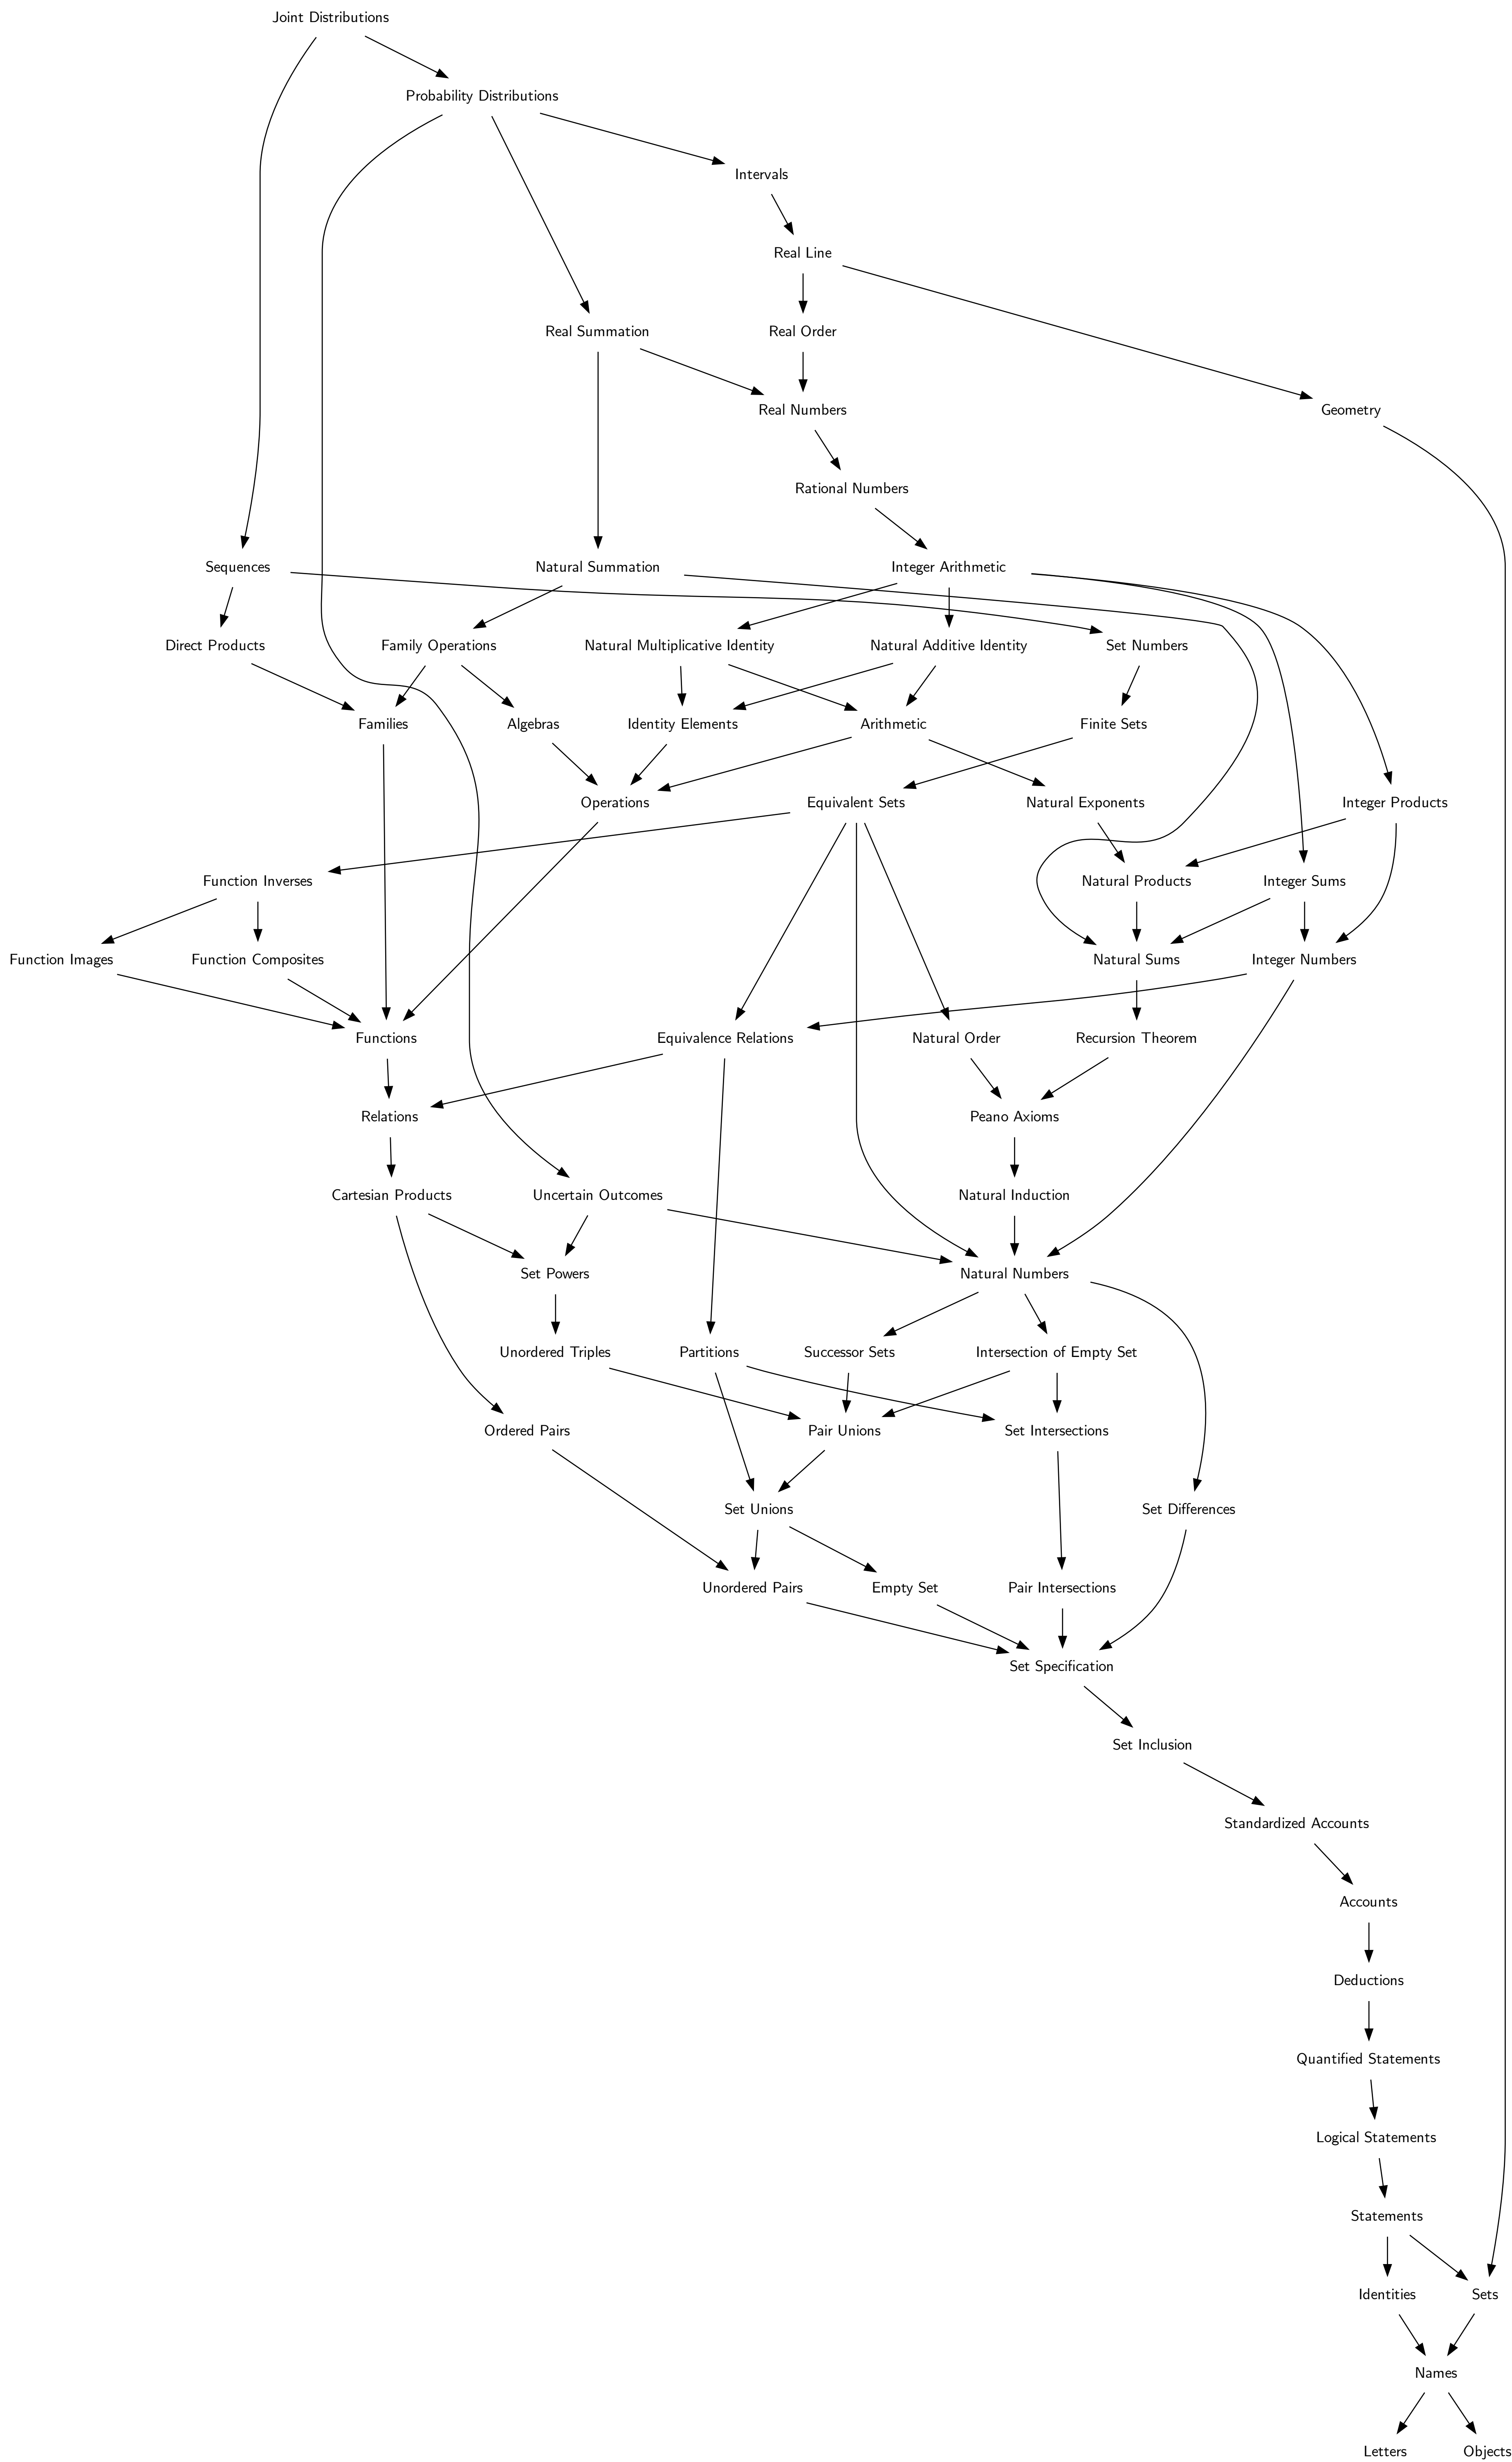 Joint Distributions
Probability Distributions
Intervals
Real Line
Real Summation
Real Order
Real Numbers
Geometry
Rational Numbers
Sequences
Natural Summation
Integer Arithmetic
Direct Products
Family Operations
Natural Multiplicative Identity
Natural Additive Identity
Set Numbers
Families
Algebras
Identity Elements
Arithmetic
Finite Sets
Operations
Equivalent Sets
Natural Exponents
Integer Products
Function Inverses
Natural Products
Integer Sums
Function Images
Function Composites
Natural Sums
Integer Numbers
Functions
Equivalence Relations
Natural Order
Recursion Theorem
Relations
Peano Axioms
Cartesian Products
Uncertain Outcomes
Natural Induction
Set Powers
Natural Numbers
Unordered Triples
Partitions
Successor Sets
Intersection of Empty Set
Ordered Pairs
Pair Unions
Set Intersections
Set Unions
Set Differences
Unordered Pairs
Empty Set
Pair Intersections
Set Specification
Set Inclusion
Standardized Accounts
Accounts
Deductions
Quantified Statements
Logical Statements
Statements
Identities
Sets
Names
Letters
Objects